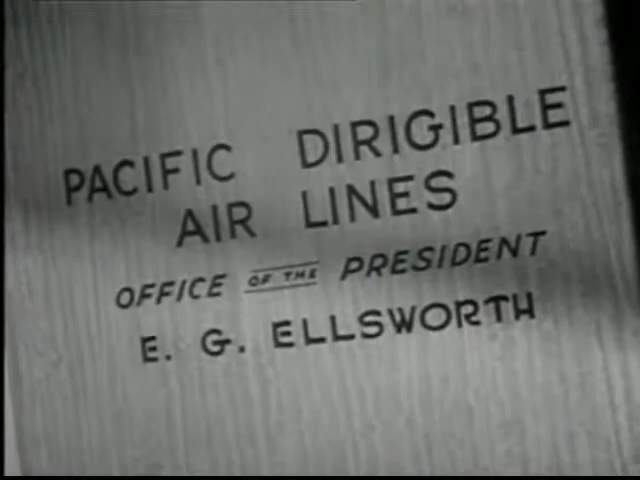 PACIFIC DIRIGIBLE
AIR LINES
OFFICE OF THE PRESIDENT
E. G. ELLSWORTH